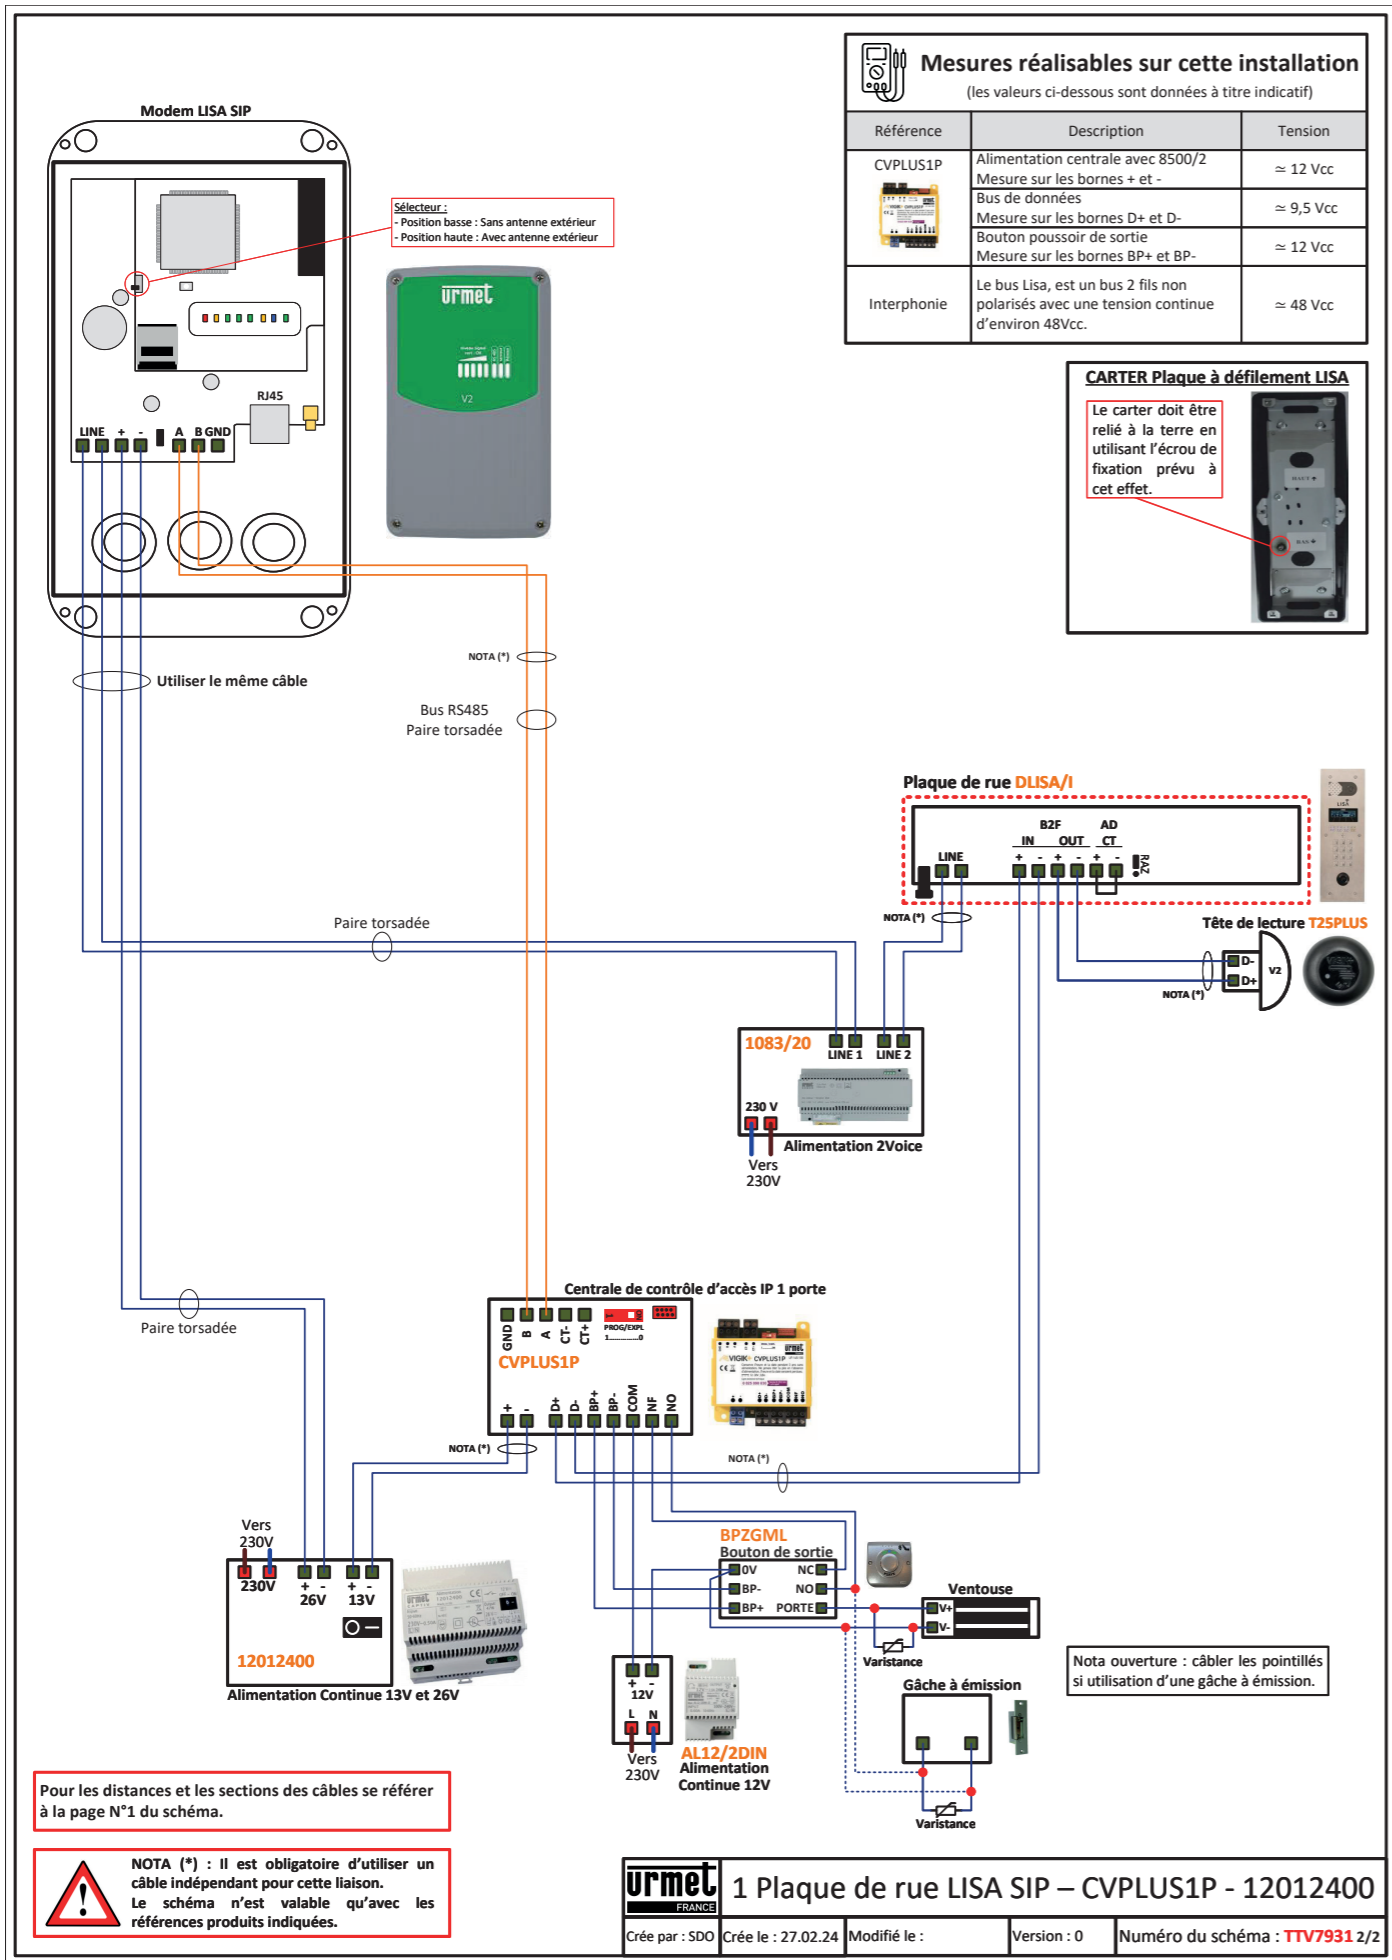 Mesures réalisables sur cette installation
(les valeurs ci-dessous sont données à titre indicatif)
Référence
Description
Tension
CVPLUS1P
Alimentation centrale avec 8500/2
Mesure sur les bornes + et -
≃ 12 Vcc
Bus de données
Mesure sur les bornes D+ et D-
≃ 9,5 Vcc
Bouton poussoir de sortie
Mesure sur les bornes BP+ et BP-
≃ 12 Vcc
Interphonie
Le bus Lisa, est un bus 2 fils non
polarisés avec une tension continue
d'environ 48Vcc.
≃ 48 Vcc
Modem LISA SIP
Sélecteur :
- Position basse : Sans antenne extérieur
- Position haute : Avec antenne extérieur
urmet
V2
RJ45
LINE + - A B GND
CARTER Plaque à défilement LISA
Le carter doit être
relié à la terre en
utilisant l'écrou de
fixation prévu à
cet effet.
HAUT
BAS
NOTA (*)
Utiliser le même câble
Bus RS485
Paire torsadée
Plaque de rue DLISA/I
B2F AD
IN OUT CT
LINE + - + - + -
RAZ
LISA
NOTA (*)
Paire torsadée
Tête de lecture T25PLUS
D-
D+
V2
NOTA (*)
1083/20
LINE 1 LINE 2
230 V
Alimentation 2Voice
Vers
230V
Paire torsadée
Centrale de contrôle d'accès IP 1 porte
GND B A CT- CT+
PROG/EXPL
1..............0
CVPLUS1P
+ - D+ D- BP+ BP- COM NF NO
VIGIK CVPLUS1P
NOTA (*)
NOTA (*)
Vers
230V
230V + - + -
26V 13V
12012400
Alimentation Continue 13V et 26V
BPZGML
Bouton de sortie
0V NC
BP- NO
BP+ PORTE
Ventouse
V+
V-
Varistance
+ -
12V
L N
Vers
230V
AL12/2DIN
Alimentation
Continue 12V
Gâche à émission
Varistance
Nota ouverture : câbler les pointillés
si utilisation d'une gâche à émission.
Pour les distances et les sections des câbles se référer
à la page N°1 du schéma.
NOTA (*) : Il est obligatoire d'utiliser un
câble indépendant pour cette liaison.
Le schéma n'est valable qu'avec les
références produits indiquées.
urmet
FRANCE
1 Plaque de rue LISA SIP – CVPLUS1P - 12012400
Crée par : SDO
Crée le : 27.02.24
Modifié le :
Version : 0
Numéro du schéma : TTV7931 2/2